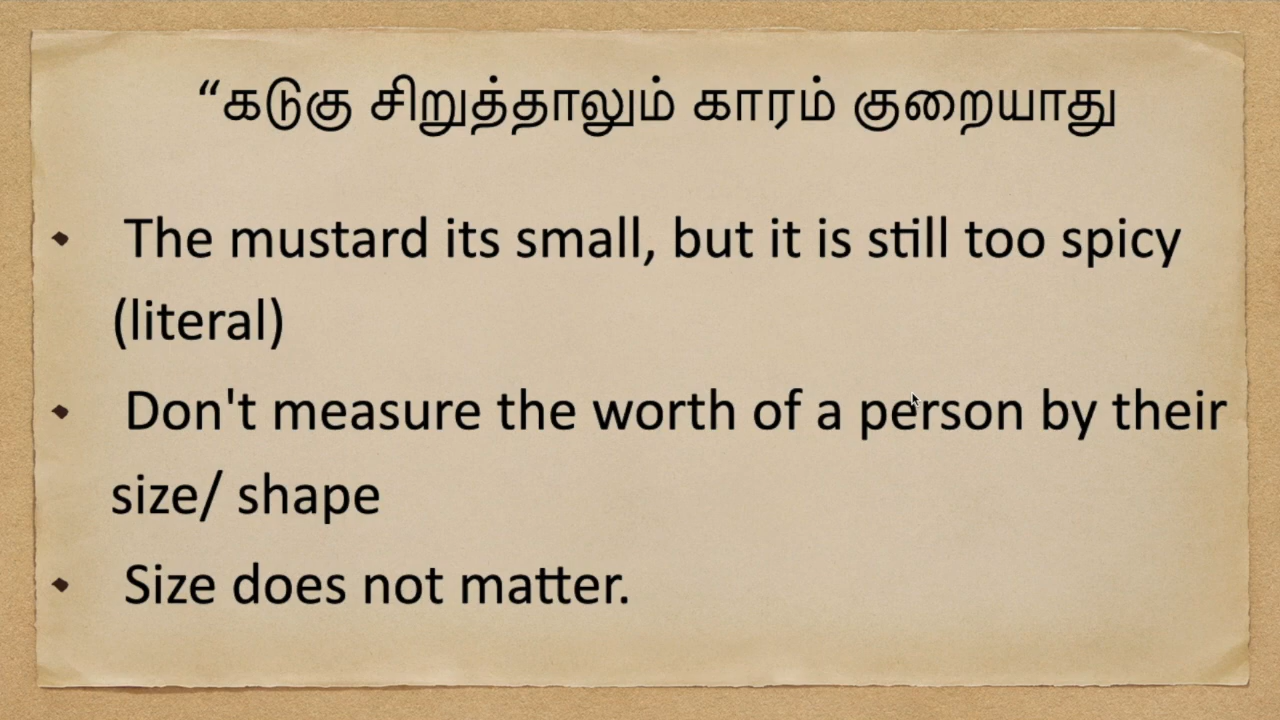 “கடுகு சிறுத்தாலும் காரம் குறையாது
The mustard its small, but it is still too spicy
(literal)
Don't measure the worth of a person by their
size/ shape
Size does not matter.